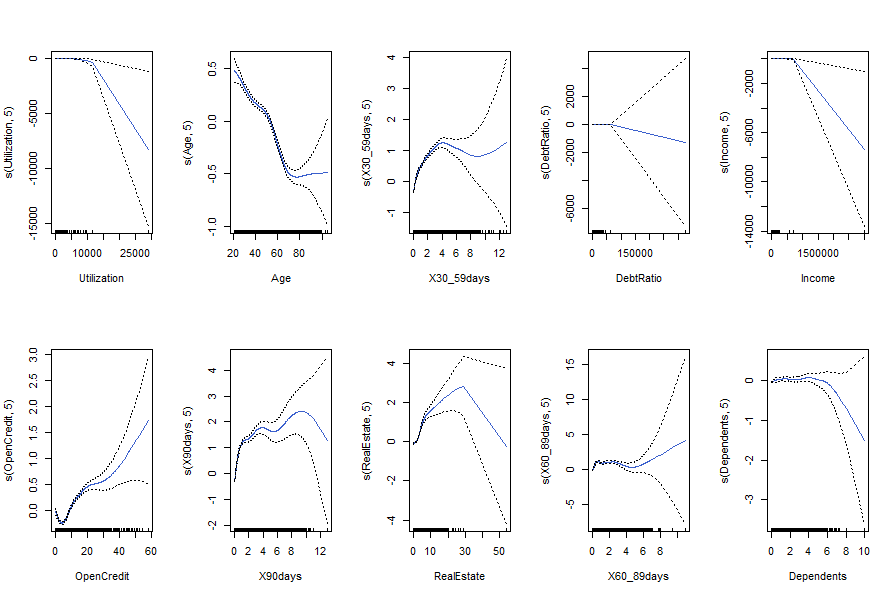 s(Utilization, 5)
0
-5000
-10000
-15000
0 10000 25000
Utilization
s(Age, 5)
0.5
0.0
-0.5
-1.0
20 40 60 80
Age
s(X30_59days, 5)
4
3
2
1
0
-1
0 2 4 6 8 12
X30_59days
s(DebtRatio, 5)
2000
0
-2000
-6000
0 150000
DebtRatio
s(Income, 5)
-2000
-6000
-10000
-14000
0 1500000
Income
s(OpenCredit, 5)
3.0
2.5
2.0
1.5
1.0
0.5
0.0
0 20 40 60
OpenCredit
s(X90days, 5)
4
3
2
1
0
-1
-2
0 2 4 6 8 12
X90days
s(RealEstate, 5)
4
2
0
-2
-4
0 10 30 50
RealEstate
s(X60_89days, 5)
15
10
5
0
-5
0 2 4 6 8
X60_89days
s(Dependents, 5)
0
-1
-2
-3
0 2 4 6 8 10
Dependents